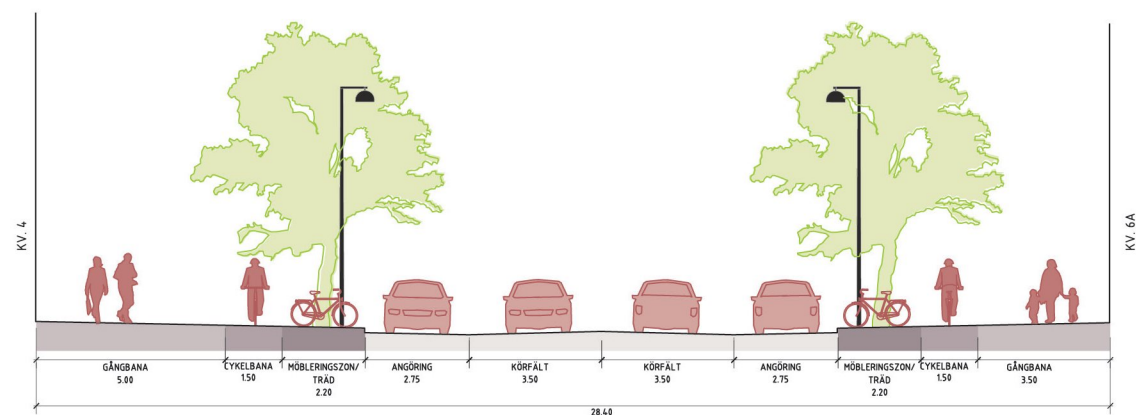 KV. 4
KV. 6A
GÅNGBANA
5.00
CYKELBANA
1.50
MÖBLERINGSZON/
TRÄD
2.20
ANGÖRING
2.75
KÖRFÄLT
3.50
KÖRFÄLT
3.50
ANGÖRING
2.75
MÖBLERINGSZON/
TRÄD
2.20
CYKELBANA
1.50
GÅNGBANA
3.50
28.40